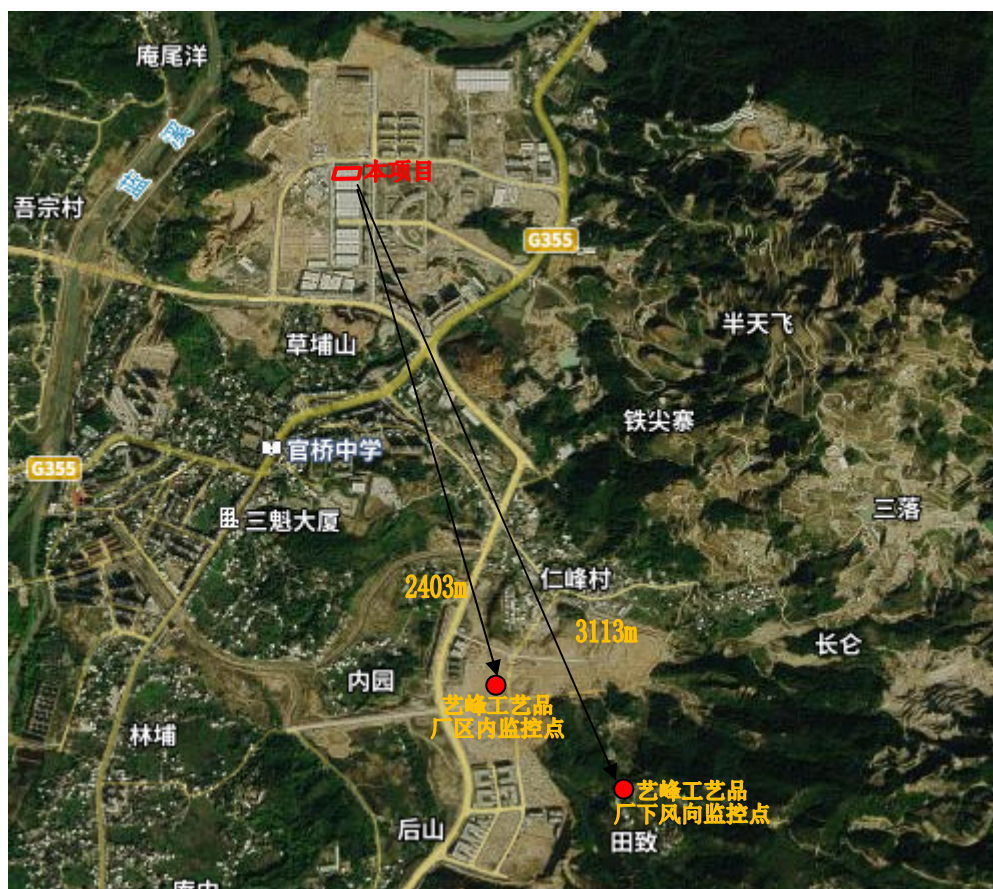 庵尾洋
蓝溪
本项目
吾宗村
G355
半天飞
草埔山
铁尖寨
官桥中学
G355
三落
三魁大厦
仁峰村
2403m
3113m
长仑
内园
艺峰工艺品
厂区内监控点
林埔
艺峰工艺品
厂下风向监控点
后山
田致